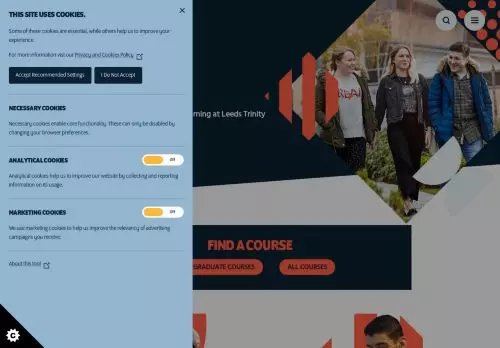 THIS SITE USES COOKIES.
Some of these cookies are essential, while others help us to improve your
experience.
For more information visit our Privacy and Cookies Policy
Accept Recommended Settings
I Do Not Accept
NECESSARY COOKIES
Necessary cookies enable core functionality. These can only be disabled by
changing your browser preferences.
ANALYTICAL COOKIES
Off
Analytical cookies help us to improve our website by collecting and reporting
information on its usage.
MARKETING COOKIES
Off
We use marketing cookies to help us improve the relevancy of advertising
campaigns you receive.
About this tool
ming at Leeds Trinity
FIND A COURSE
GRADUATE COURSES
ALL COURSES